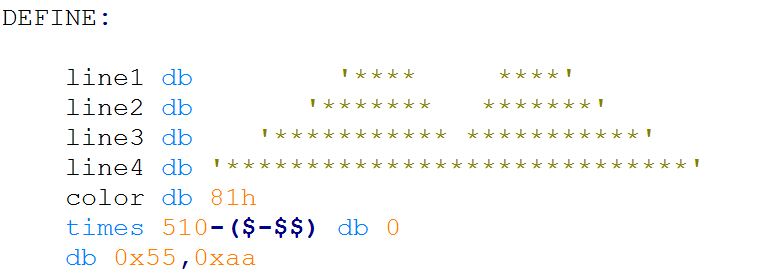 DEFINE:
    line1 db         '****     ****'
    line2 db       '*******   *******'
    line3 db    '*********** ***********'
    line4 db '*****************************'
    color db 81h
    times 510-($-$$) db 0
    db 0x55,0xaa